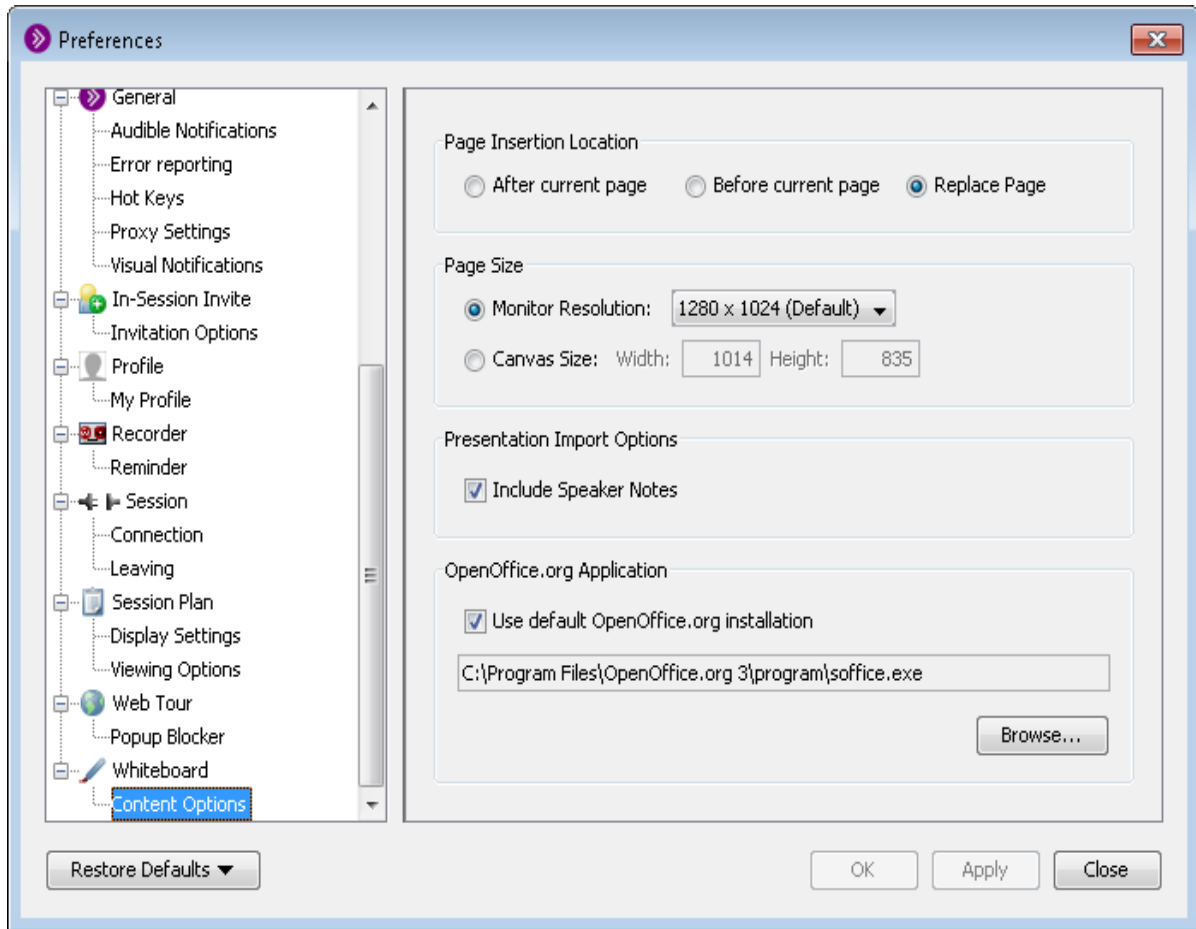 Preferences
General
Audible Notifications
Error reporting
Hot Keys
Proxy Settings
Visual Notifications
In-Session Invite
Invitation Options
Profile
My Profile
Recorder
Reminder
Session
Connection
Leaving
Session Plan
Display Settings
Viewing Options
Web Tour
Popup Blocker
Whiteboard
Content Options
Page Insertion Location
After current page Before current page Replace Page
Page Size
Monitor Resolution: 1280 x 1024 (Default)
Canvas Size: Width: 1014 Height: 835
Presentation Import Options
Include Speaker Notes
OpenOffice.org Application
Use default OpenOffice.org installation
C:\Program Files\OpenOffice.org 3\program\soffice.exe
Browse...
Restore Defaults OK Apply Close